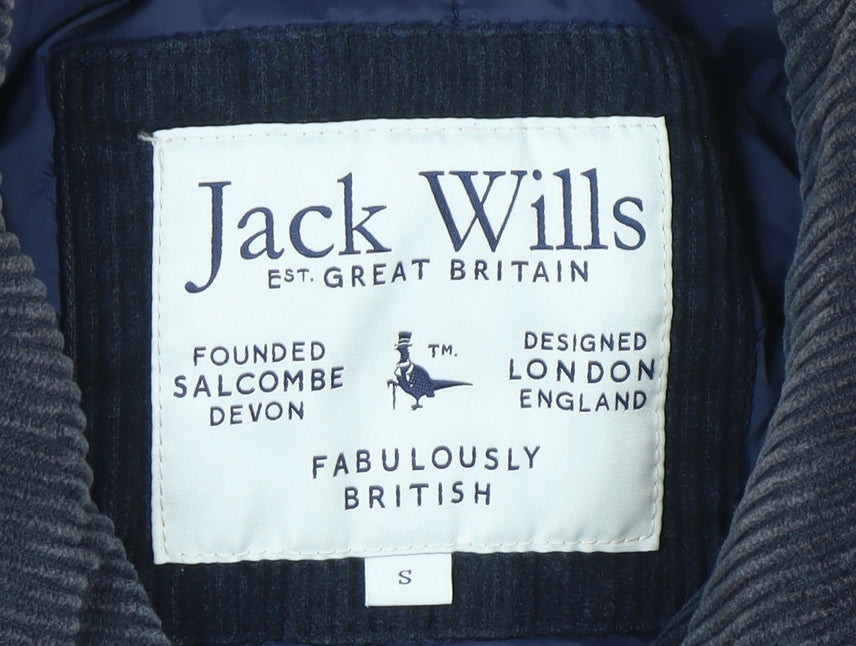 Jack Wills
EST. GREAT BRITAIN
FOUNDED
SALCOMBE
DEVON
TM.
DESIGNED
LONDON
ENGLAND
FABULOUSLY
BRITISH
S